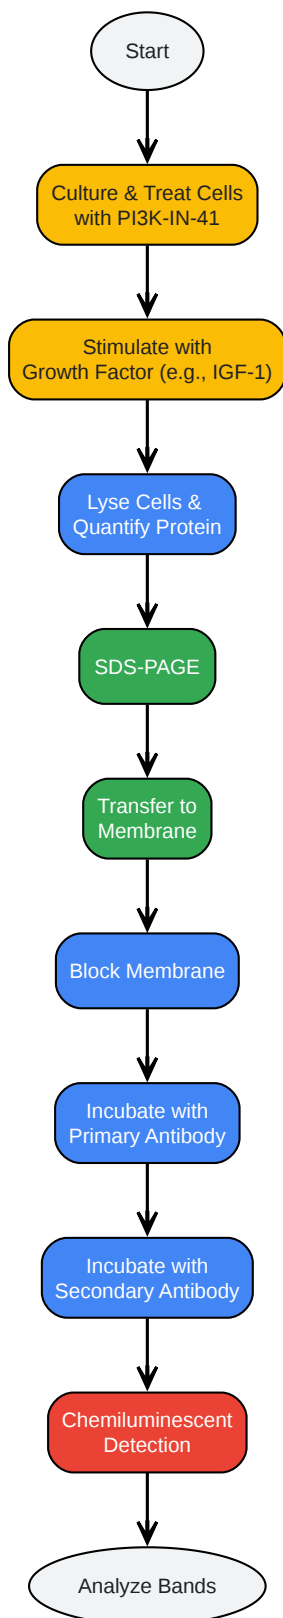 Start
Culture & Treat Cells
with PI3K-IN-41
Stimulate with
Growth Factor (e.g., IGF-1)
Lyse Cells &
Quantify Protein
SDS-PAGE
Transfer to
Membrane
Block Membrane
Incubate with
Primary Antibody
Incubate with
Secondary Antibody
Chemiluminescent
Detection
Analyze Bands